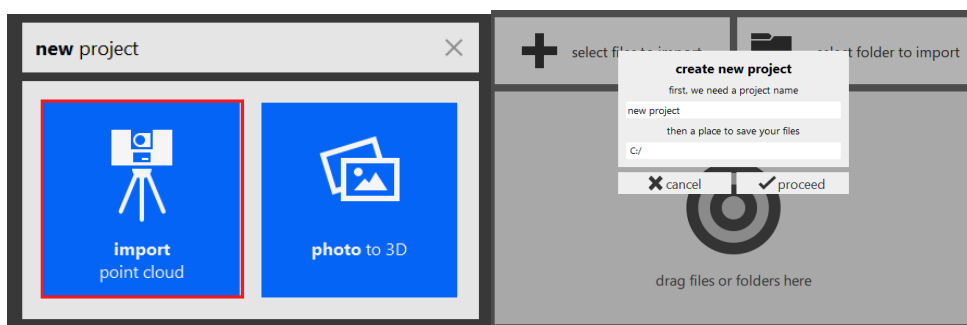 new project
import
point cloud
photo to 3D
select files to import
select folder to import
create new project
first, we need a project name
new project
then a place to save your files
C:/
cancel
proceed
drag files or folders here